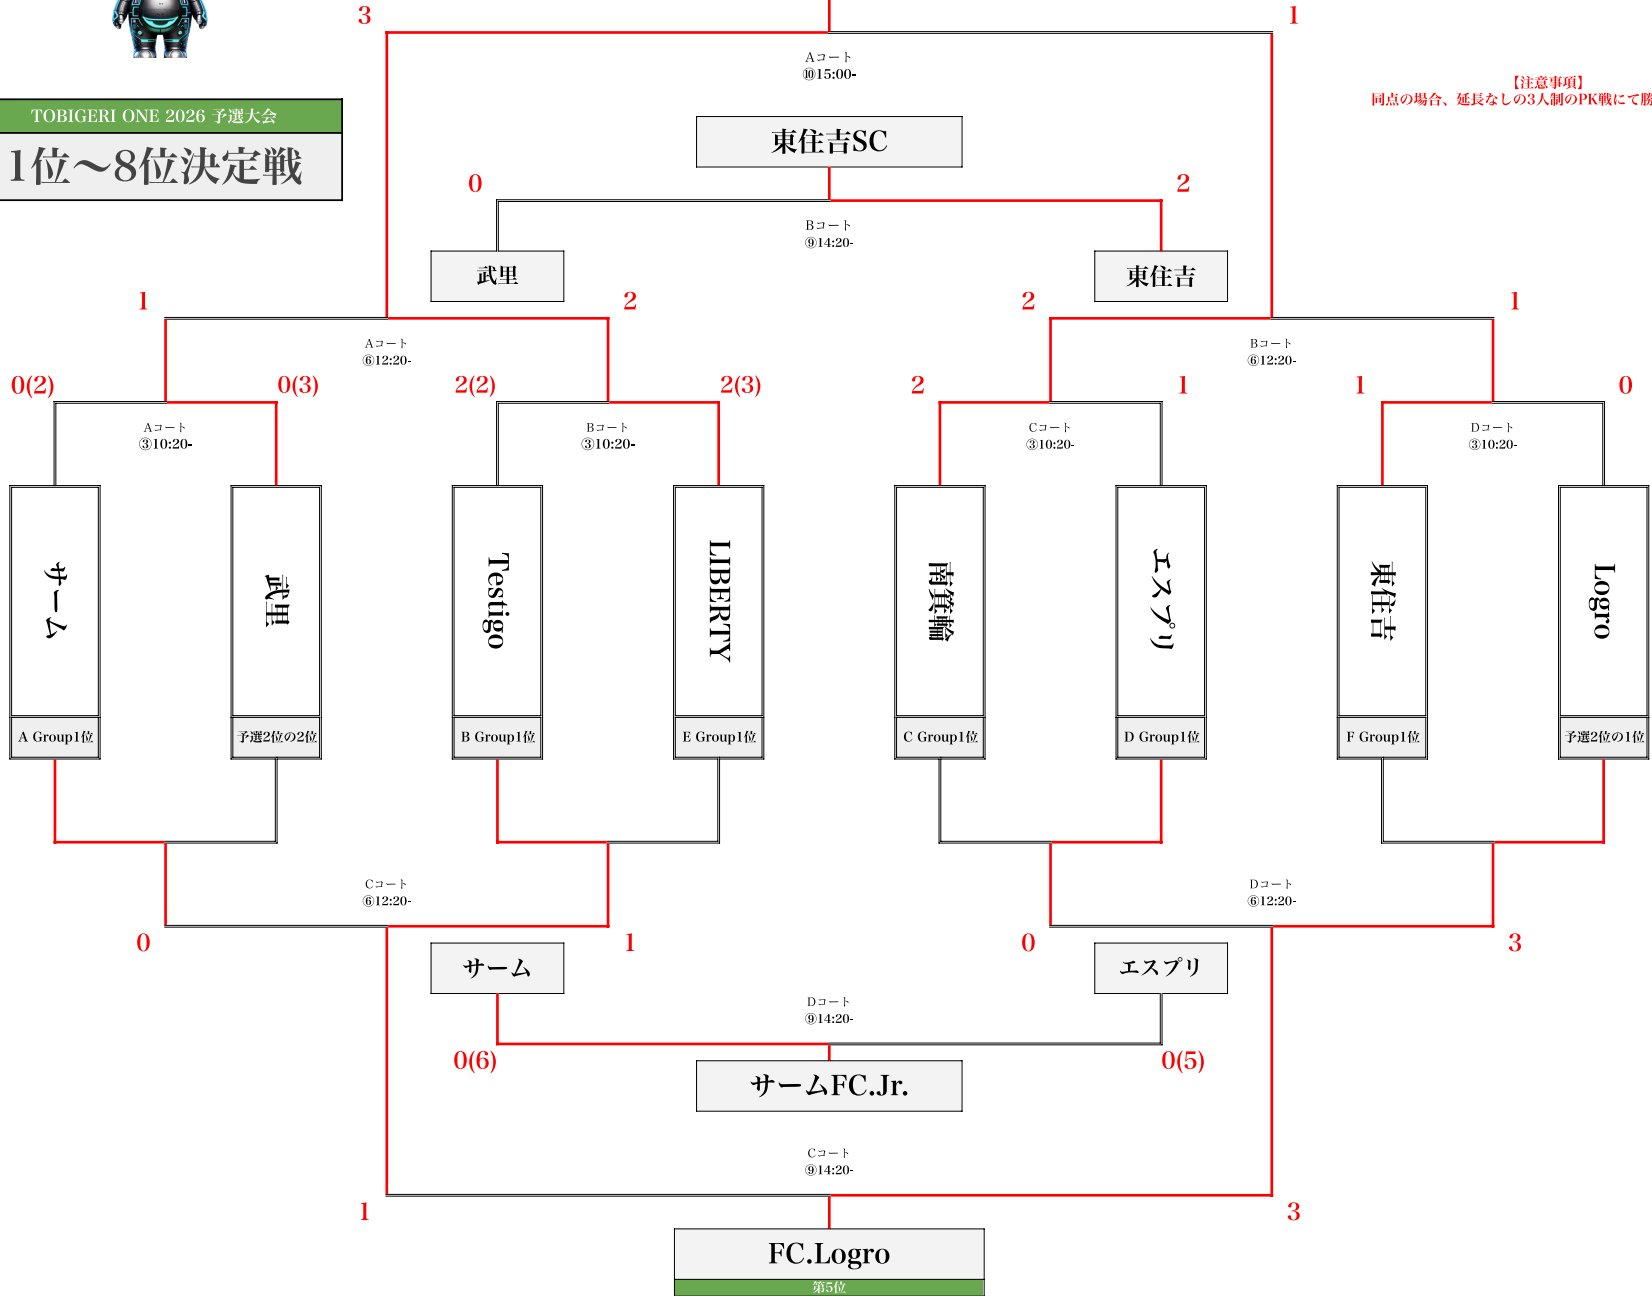 3
1
Aコート
⑩15:00-
【注意事項】
同点の場合、延長なしの3人制のPK戦にて勝
TOBIGERI ONE 2026 予選大会
1位〜8位決定戦
東住吉SC
0
2
Bコート
⑨14:20-
武里
東住吉
1
2
2
1
Aコート
⑥12:20-
Bコート
⑥12:20-
0(2)
0(3)
2(2)
2(3)
2
1
1
0
Aコート
③10:20-
Bコート
③10:20-
Cコート
③10:20-
Dコート
③10:20-
サーム
武里
Testigo
LIBERTY
南箕輪
エスプリ
東住吉
Logro
A Group1位
予選2位の2位
B Group1位
E Group1位
C Group1位
D Group1位
F Group1位
予選2位の1位
Cコート
⑥12:20-
Dコート
⑥12:20-
0
1
0
3
サーム
エスプリ
Dコート
⑨14:20-
0(6)
0(5)
サームFC.Jr.
Cコート
⑨14:20-
1
3
FC.Logro
第5位